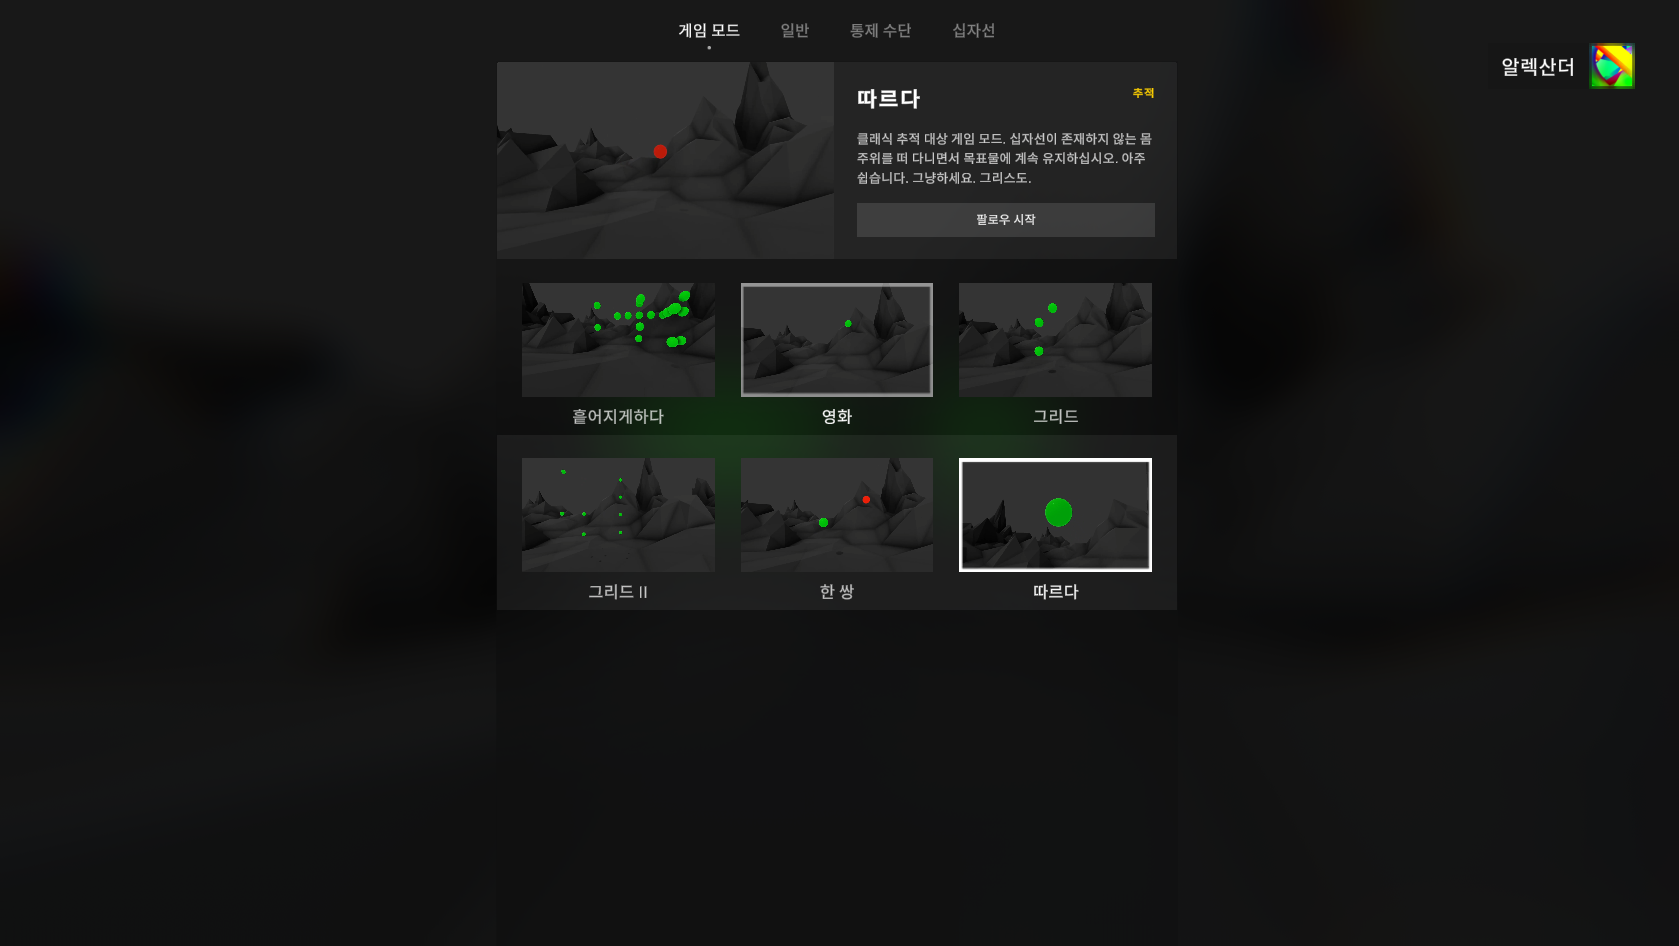 게임 모드
일반
통제 수단
십자선
알렉산더
따르다
추적
클래식 추적 대상 게임 모드. 십자선이 존재하지 않는 몸
주위를 떠 다니면서 목표물에 계속 유지하십시오. 아주
쉽습니다. 그냥하세요. 그리스도.
팔로우 시작
흩어지게하다
영화
그리드
그리드 II
한 쌍
따르다